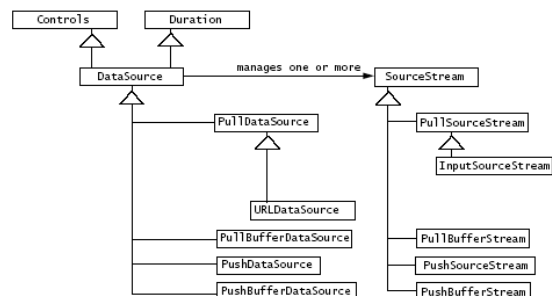 Controls
Duration
manages one or more
DataSource
SourceStream
PullDataSource
PullSourceStream
InputSourceStream
URLDataSource
PullBufferDataSource
PullBufferStream
PushDataSource
PushSourceStream
PushBufferDataSource
PushBufferStream